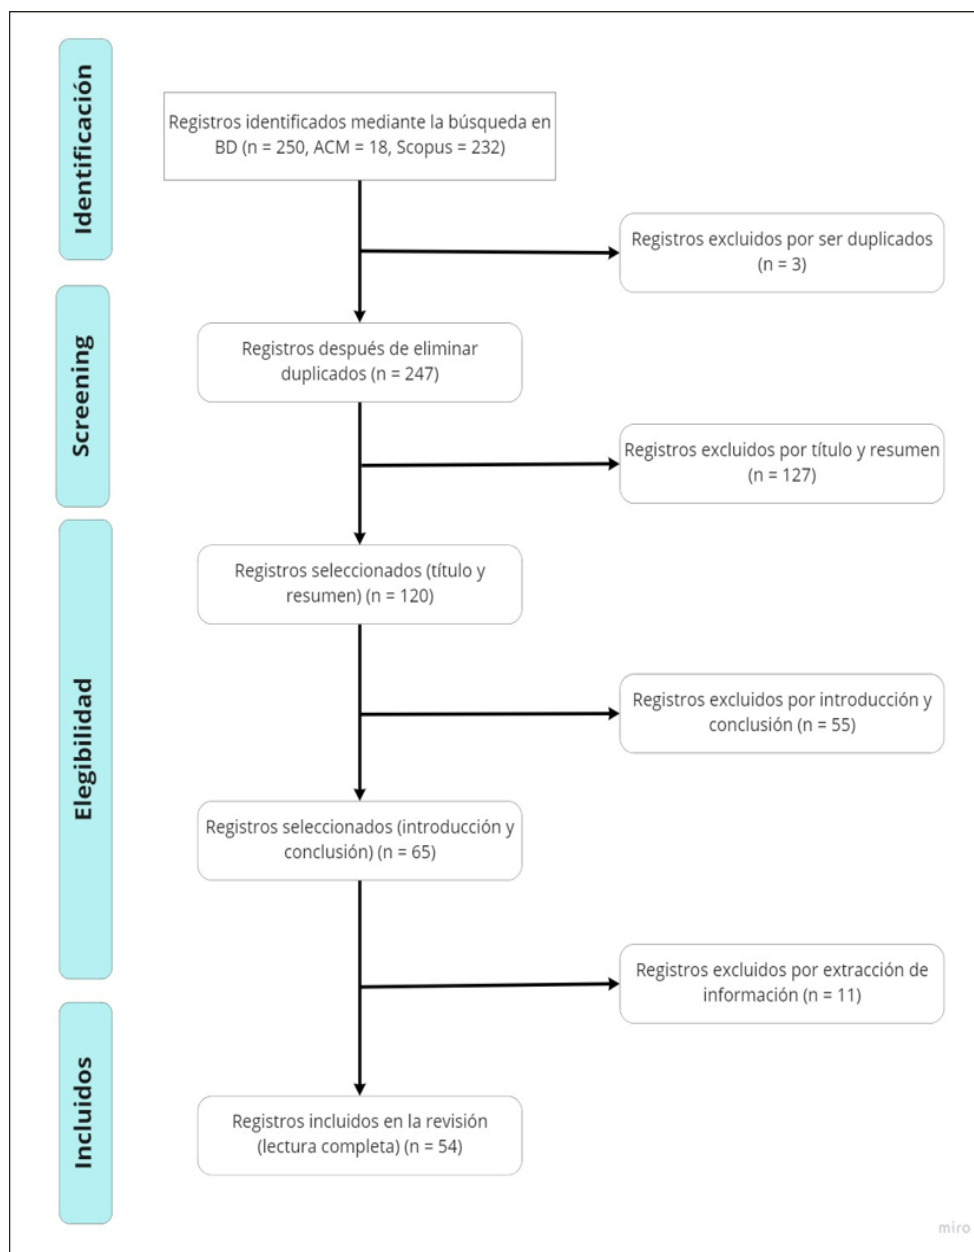 Identificación
Registros identificados mediante la búsqueda en
BD (n = 250, ACM = 18, Scopus = 232)
Registros excluidos por ser duplicados
(n = 3)
Screening
Registros después de eliminar
duplicados (n = 247)
Registros excluidos por título y resumen
(n = 127)
Elegibilidad
Registros seleccionados (título y
resumen) (n = 120)
Registros excluidos por introducción y
conclusión (n = 55)
Registros seleccionados (introducción y
conclusión) (n = 65)
Registros excluidos por extracción de
información (n = 11)
Incluidos
Registros incluidos en la revisión
(lectura completa) (n = 54)
miro